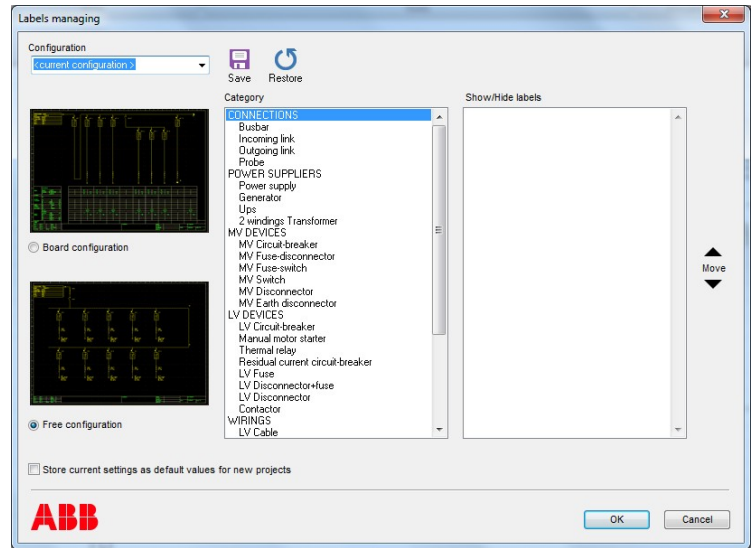 Labels managing
Configuration
<current configuration >
Save
Restore
Category
Show/Hide labels
CONNECTIONS
Busbar
Incoming link
Outgoing link
Probe
POWER SUPPLIERS
Power supply
Generator
Ups
2 windings Transformer
MV DEVICES
MV Circuit-breaker
MV Fuse-disconnector
MV Fuse-switch
MV Switch
MV Disconnector
MV Earth disconnector
LV DEVICES
LV Circuit-breaker
Manual motor starter
Thermal relay
Residual current circuit-breaker
LV Fuse
LV Disconnector+fuse
LV Disconnector
Contactor
WIRINGS
LV Cable
Board configuration
Free configuration
Move
Store current settings as default values for new projects
ABB
OK
Cancel